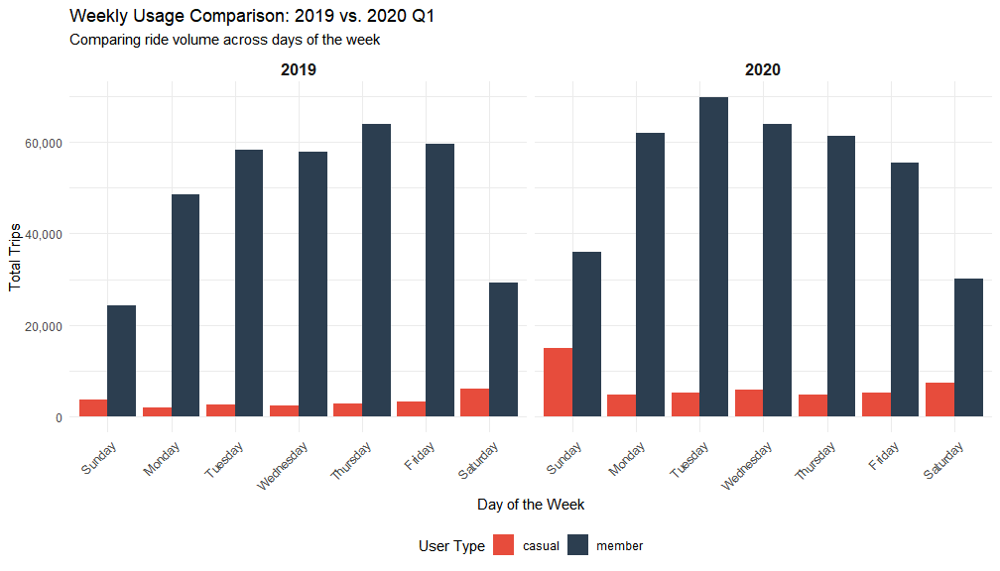 Weekly Usage Comparison: 2019 vs. 2020 Q1
Comparing ride volume across days of the week
2019
2020
Total Trips
60,000
40,000
20,000
0
Sunday
Monday
Tuesday
Wednesday
Thursday
Friday
Saturday
Sunday
Monday
Tuesday
Wednesday
Thursday
Friday
Saturday
Day of the Week
User Type
casual
member